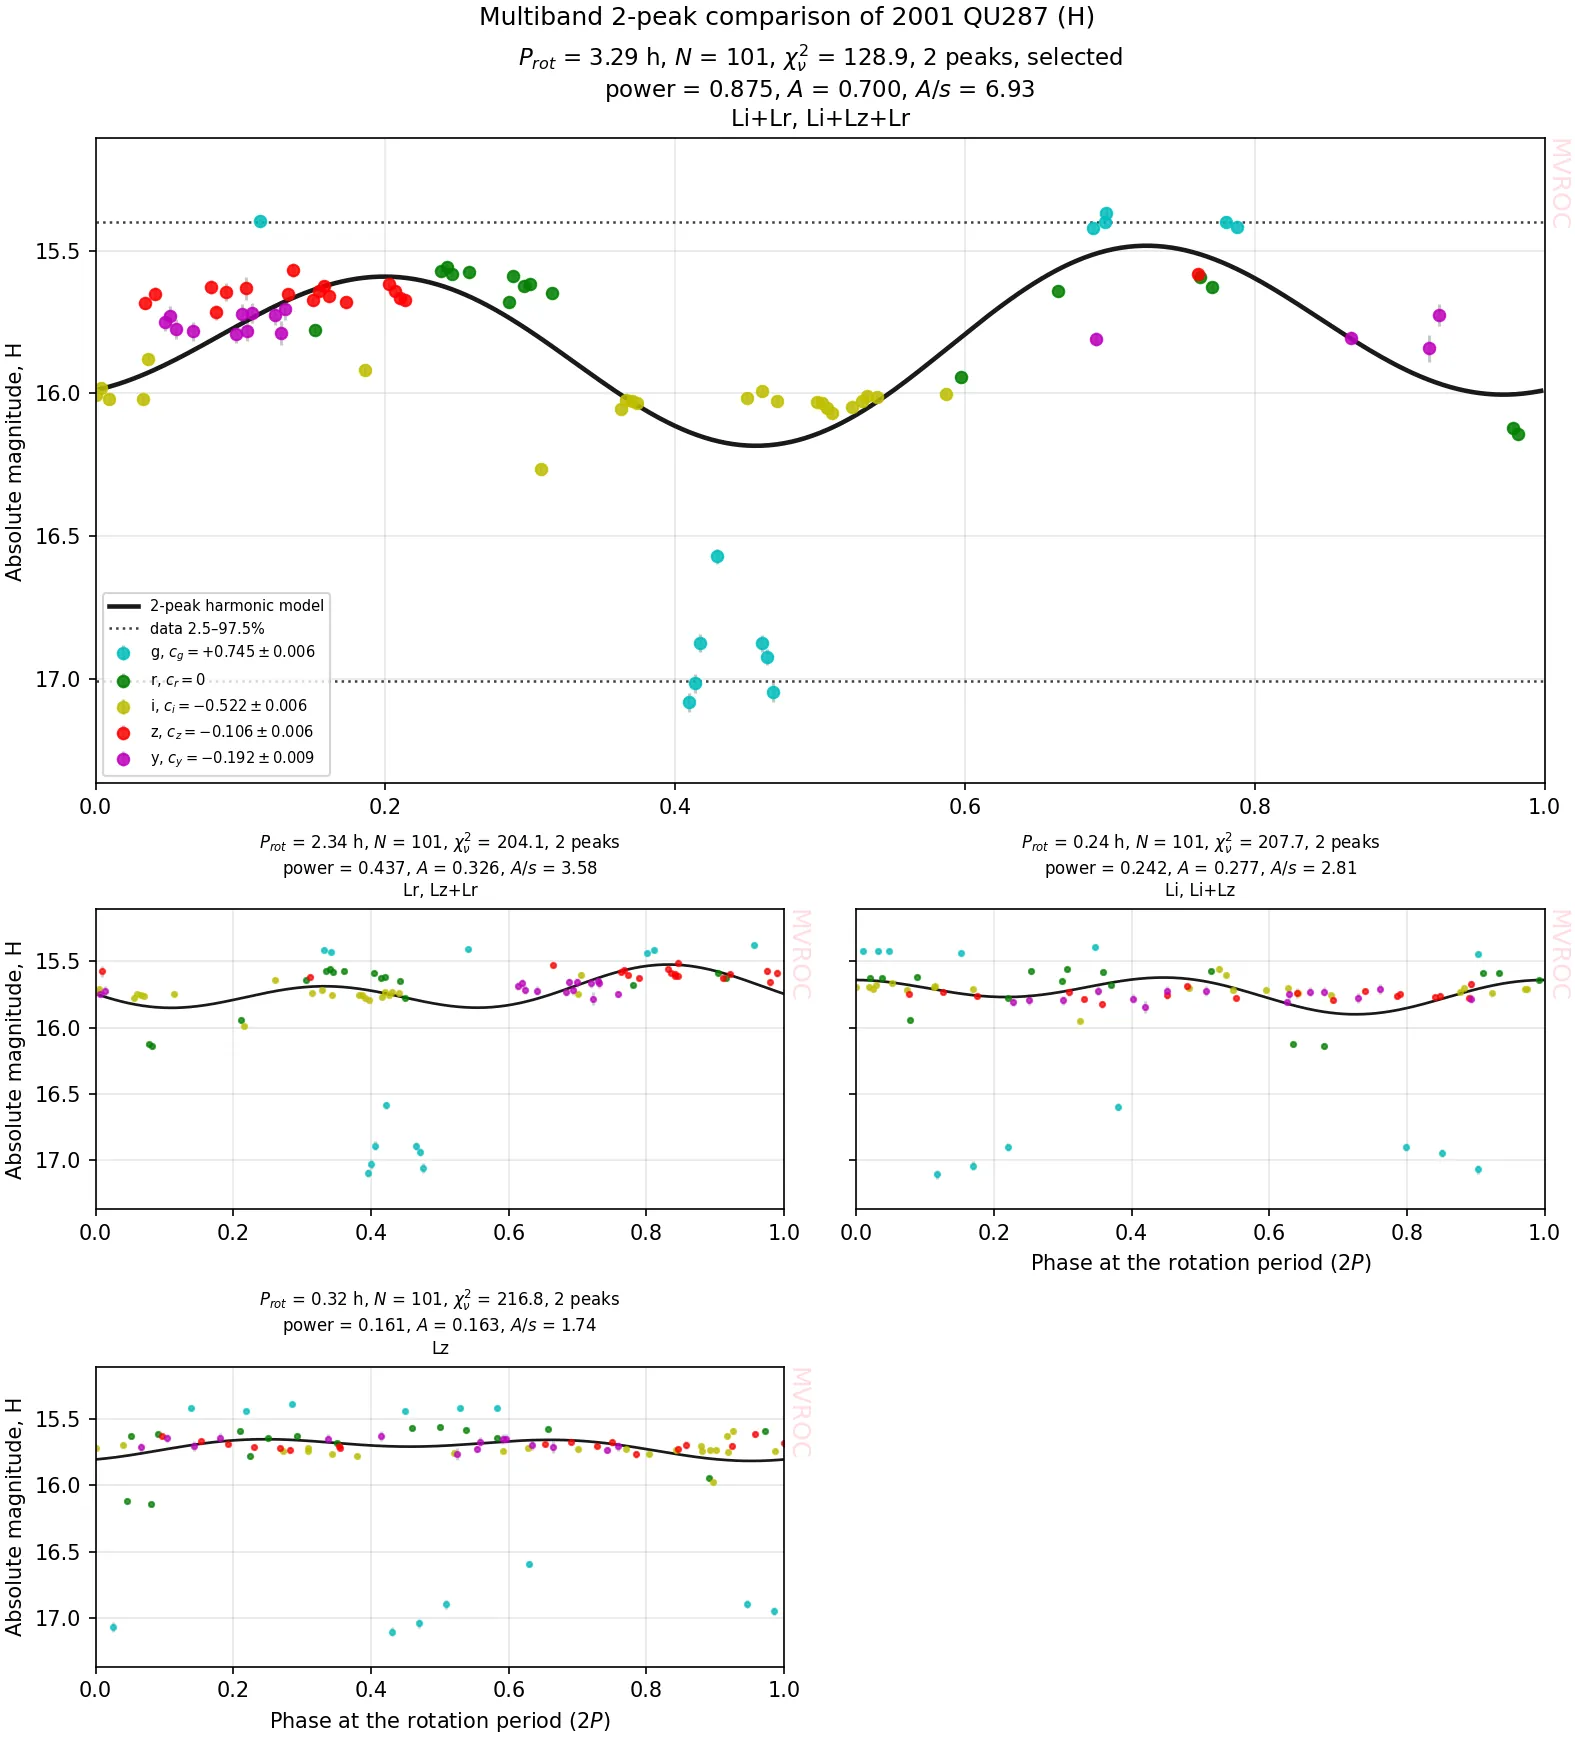 Multiband 2-peak comparison of 2001 QU287 (H)
P_rot = 3.29 h, N = 101, χ²_ν = 128.9, 2 peaks, selected
power = 0.875, A = 0.700, A/s = 6.93
Li+Lr, Li+Lz+Lr
MVROC
Absolute magnitude, H
15.5
16.0
16.5
17.0
2-peak harmonic model
data 2.5–97.5%
g, c_g = +0.745 ± 0.006
r, c_r = 0
i, c_i = −0.522 ± 0.006
z, c_z = −0.106 ± 0.006
y, c_y = −0.192 ± 0.009
0.0 0.2 0.4 0.6 0.8 1.0
P_rot = 2.34 h, N = 101, χ²_ν = 204.1, 2 peaks
power = 0.437, A = 0.326, A/s = 3.58
Lr, Lz+Lr
MVROC
Absolute magnitude, H
15.5
16.0
16.5
17.0
0.0 0.2 0.4 0.6 0.8 1.0
P_rot = 0.24 h, N = 101, χ²_ν = 207.7, 2 peaks
power = 0.242, A = 0.277, A/s = 2.81
Li, Li+Lz
MVROC
0.0 0.2 0.4 0.6 0.8 1.0
Phase at the rotation period (2P)
P_rot = 0.32 h, N = 101, χ²_ν = 216.8, 2 peaks
power = 0.161, A = 0.163, A/s = 1.74
Lz
MVROC
Absolute magnitude, H
15.5
16.0
16.5
17.0
0.0 0.2 0.4 0.6 0.8 1.0
Phase at the rotation period (2P)